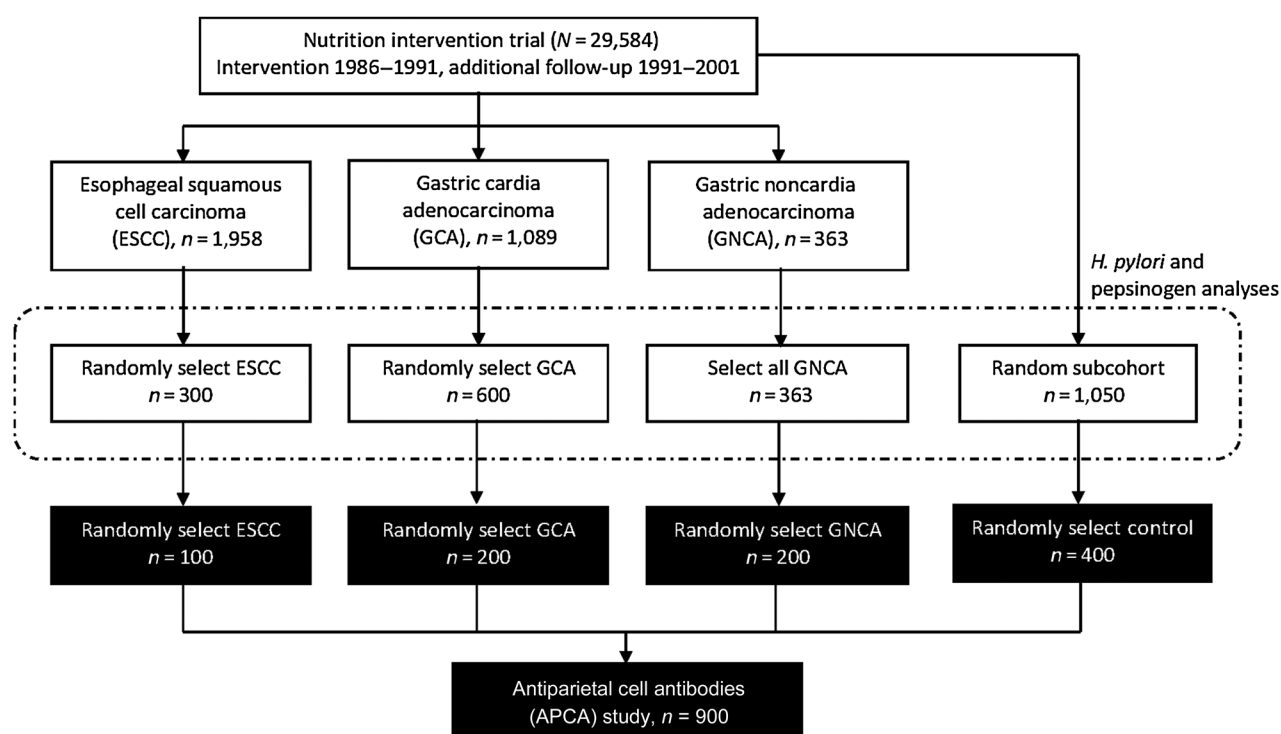 Nutrition intervention trial (N = 29,584)
Intervention 1986–1991, additional follow-up 1991–2001
Esophageal squamous
cell carcinoma
(ESCC), n = 1,958
Gastric cardia
adenocarcinoma
(GCA), n = 1,089
Gastric noncardia
adenocarcinoma
(GNCA), n = 363
H. pylori and
pepsinogen analyses
Randomly select ESCC
n = 300
Randomly select GCA
n = 600
Select all GNCA
n = 363
Random subcohort
n = 1,050
Randomly select ESCC
n = 100
Randomly select GCA
n = 200
Randomly select GNCA
n = 200
Randomly select control
n = 400
Antiparietal cell antibodies
(APCA) study, n = 900